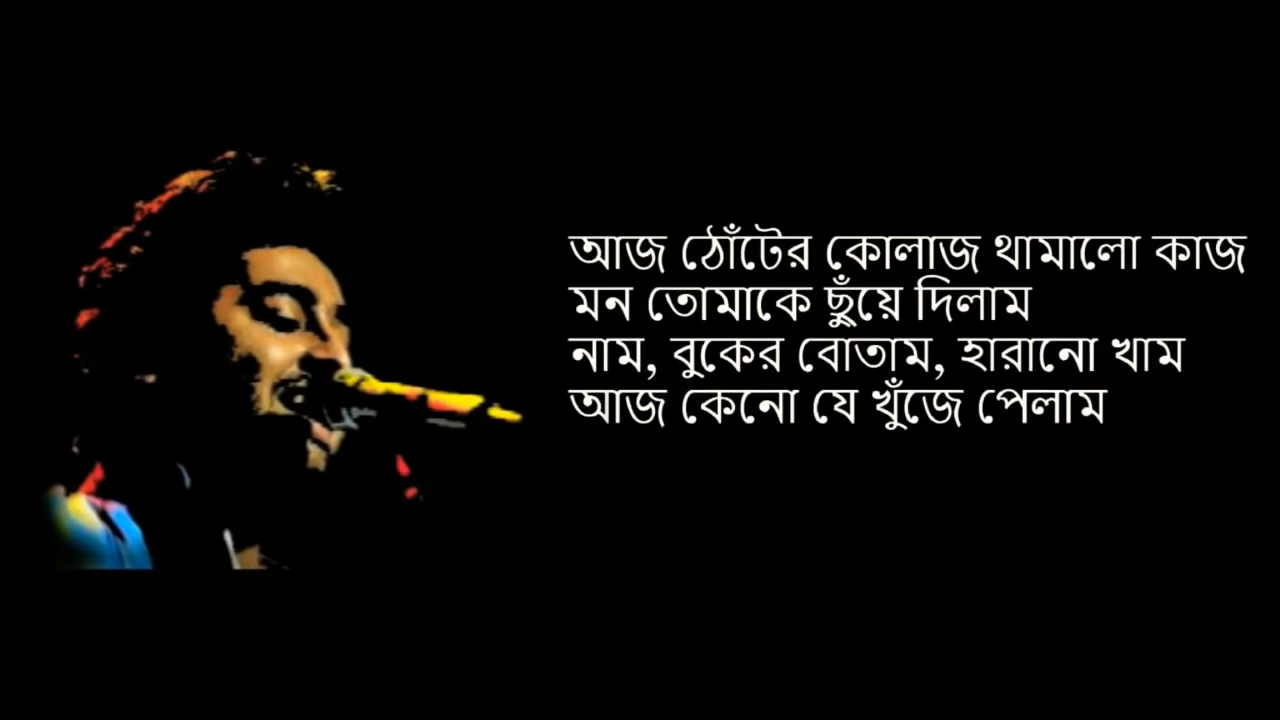 আজ ঠোঁটের কোলাজ থামালো কাজ
মন তোমাকে ছুঁয়ে দিলাম
নাম, বুকের বোতাম, হারানো খাম
আজ কেনো যে খুঁজে পেলাম